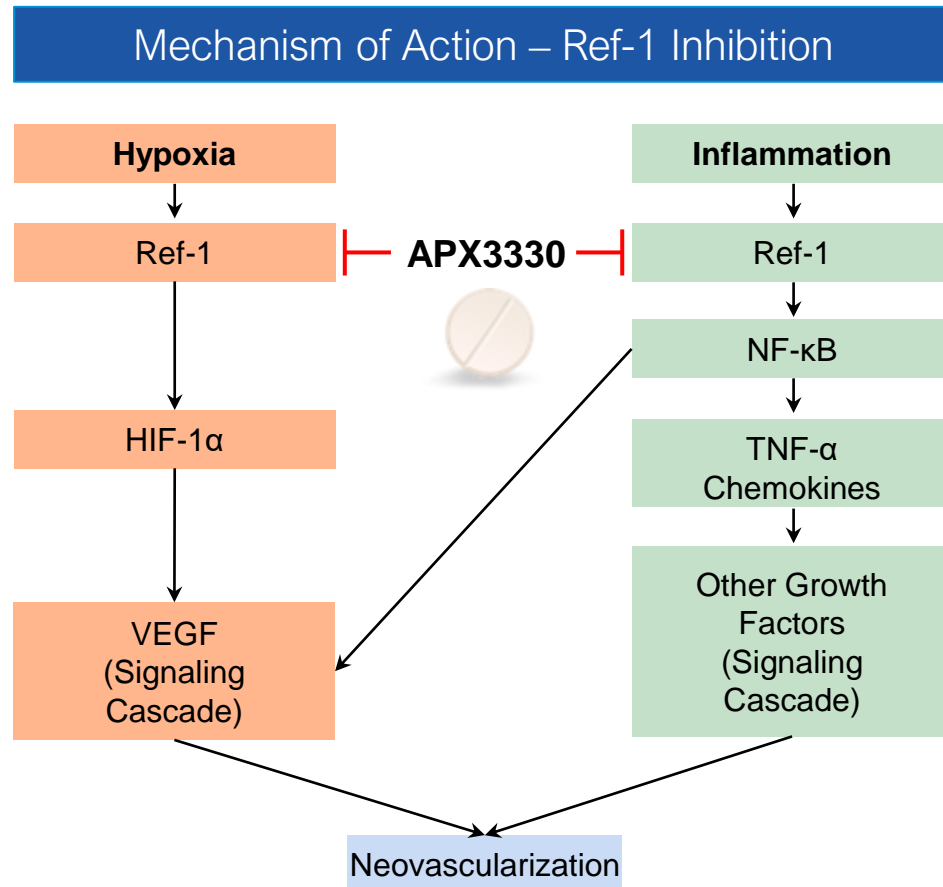 Mechanism of Action – Ref-1 Inhibition
Hypoxia
Ref-1
HIF-1α
VEGF
(Signaling
Cascade)
APX3330
Inflammation
Ref-1
NF-κB
TNF-α
Chemokines
Other Growth
Factors
(Signaling
Cascade)
Neovascularization